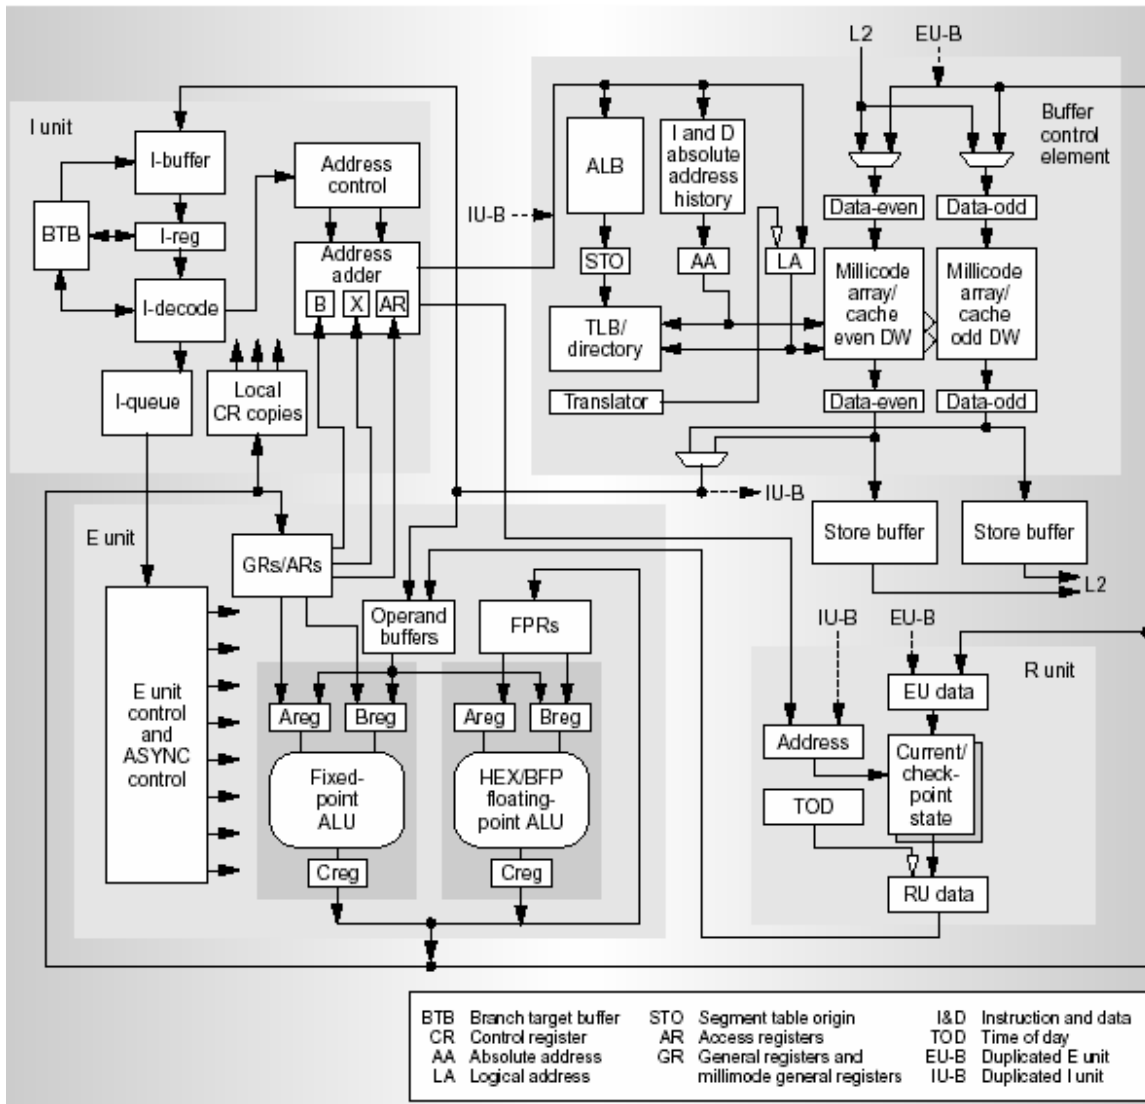 L2
EU-B
I unit
I-buffer
BTB
I-reg
I-decode
I-queue
Local
CR copies
Address
control
Address
adder
B
X
AR
IU-B
Buffer
control
element
ALB
I and D
absolute
address
history
STO
AA
LA
TLB/
directory
Translator
Data-even
Data-odd
Millicode
array/
cache
even DW
Millicode
array/
cache
odd DW
Data-even
Data-odd
IU-B
Store buffer
Store buffer
L2
E unit
GRs/ARs
Operand
buffers
FPRs
E unit
control
and
ASYNC
control
Areg
Breg
Fixed-
point
ALU
Creg
Areg
Breg
HEX/BFP
floating-
point ALU
Creg
IU-B
EU-B
R unit
EU data
Address
Current/
check-
point
state
TOD
RU data
BTB Branch target buffer
CR Control register
AA Absolute address
LA Logical address
STO Segment table origin
AR Access registers
GR General registers and
millimode general registers
I&D Instruction and data
TOD Time of day
EU-B Duplicated E unit
IU-B Duplicated I unit